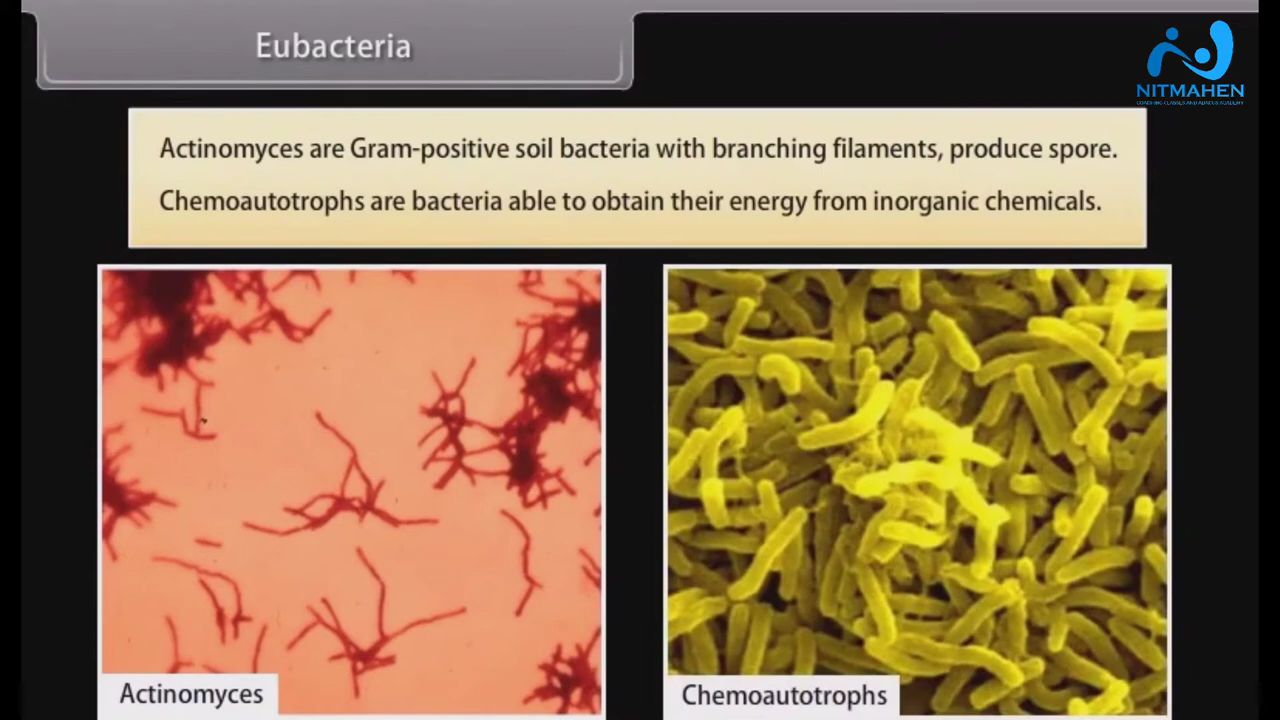 Eubacteria
NITMAHEN
Actinomyces are Gram-positive soil bacteria with branching filaments, produce spore.
Chemoautotrophs are bacteria able to obtain their energy from inorganic chemicals.
Actinomyces
Chemoautotrophs